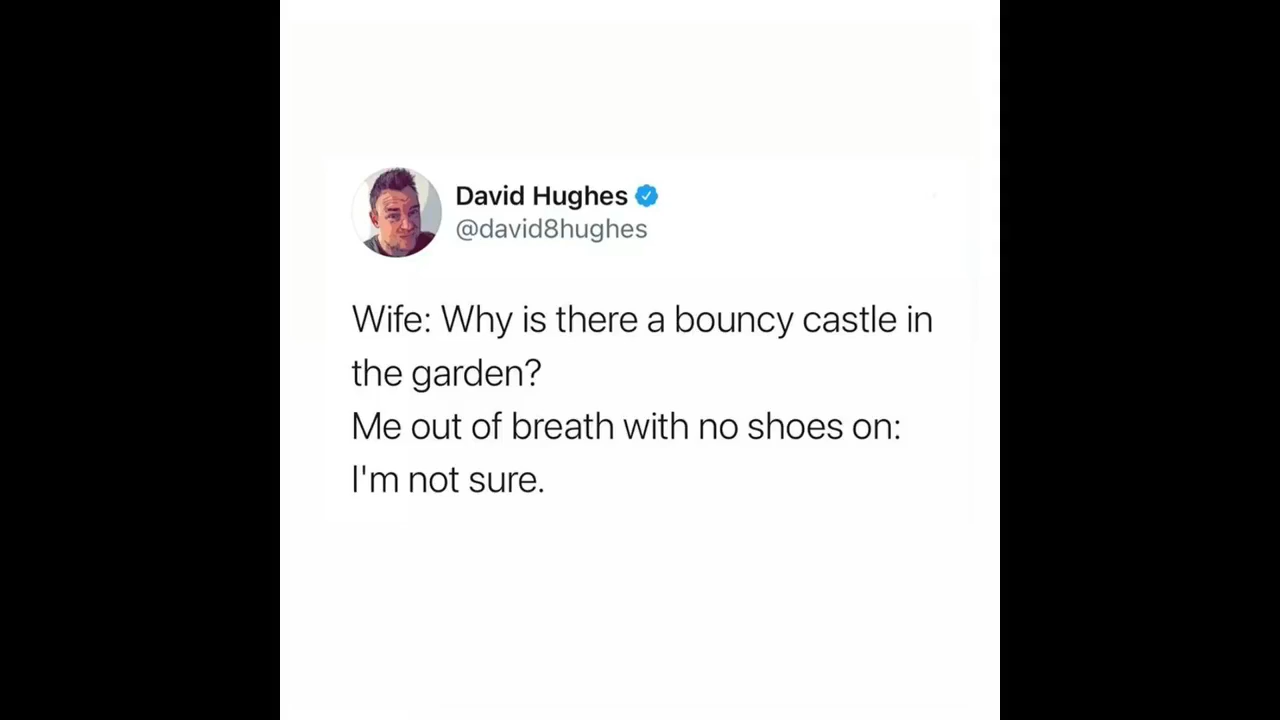 David Hughes
@david8hughes
Wife: Why is there a bouncy castle in
the garden?
Me out of breath with no shoes on:
I'm not sure.